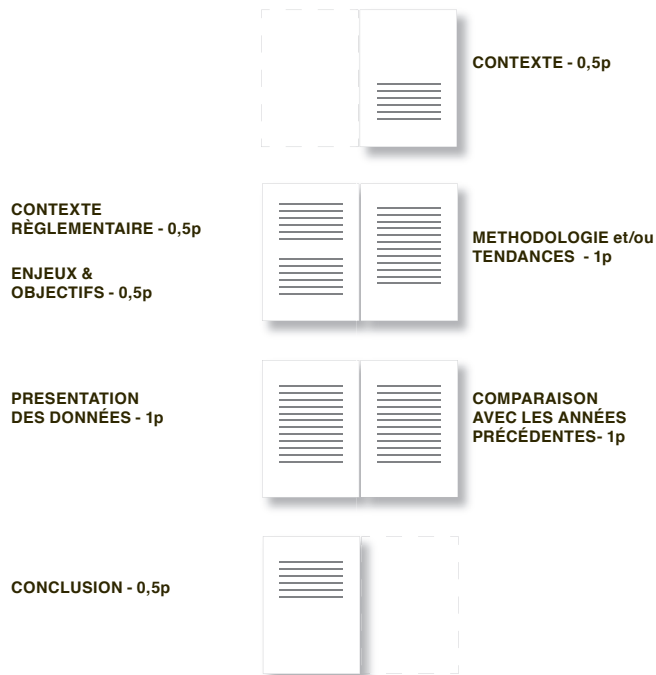 CONTEXTE - 0,5p
CONTEXTE
RÈGLEMENTAIRE - 0,5p
ENJEUX &
OBJECTIFS - 0,5p
METHODOLOGIE et/ou
TENDANCES - 1p
PRESENTATION
DES DONNÉES - 1p
COMPARAISON
AVEC LES ANNÉES
PRÉCÉDENTES- 1p
CONCLUSION - 0,5p